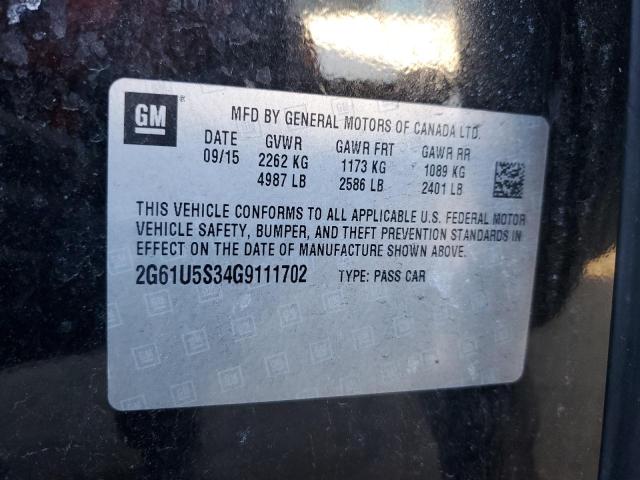 GM
MFD BY GENERAL MOTORS OF CANADA LTD.
DATE GVWR GAWR FRT GAWR RR
09/15 2262 KG 1173 KG 1089 KG
4987 LB 2586 LB 2401 LB
THIS VEHICLE CONFORMS TO ALL APPLICABLE U.S. FEDERAL MOTOR
VEHICLE SAFETY, BUMPER, AND THEFT PREVENTION STANDARDS IN
EFFECT ON THE DATE OF MANUFACTURE SHOWN ABOVE.
2G61U5S34G9111702 TYPE: PASS CAR